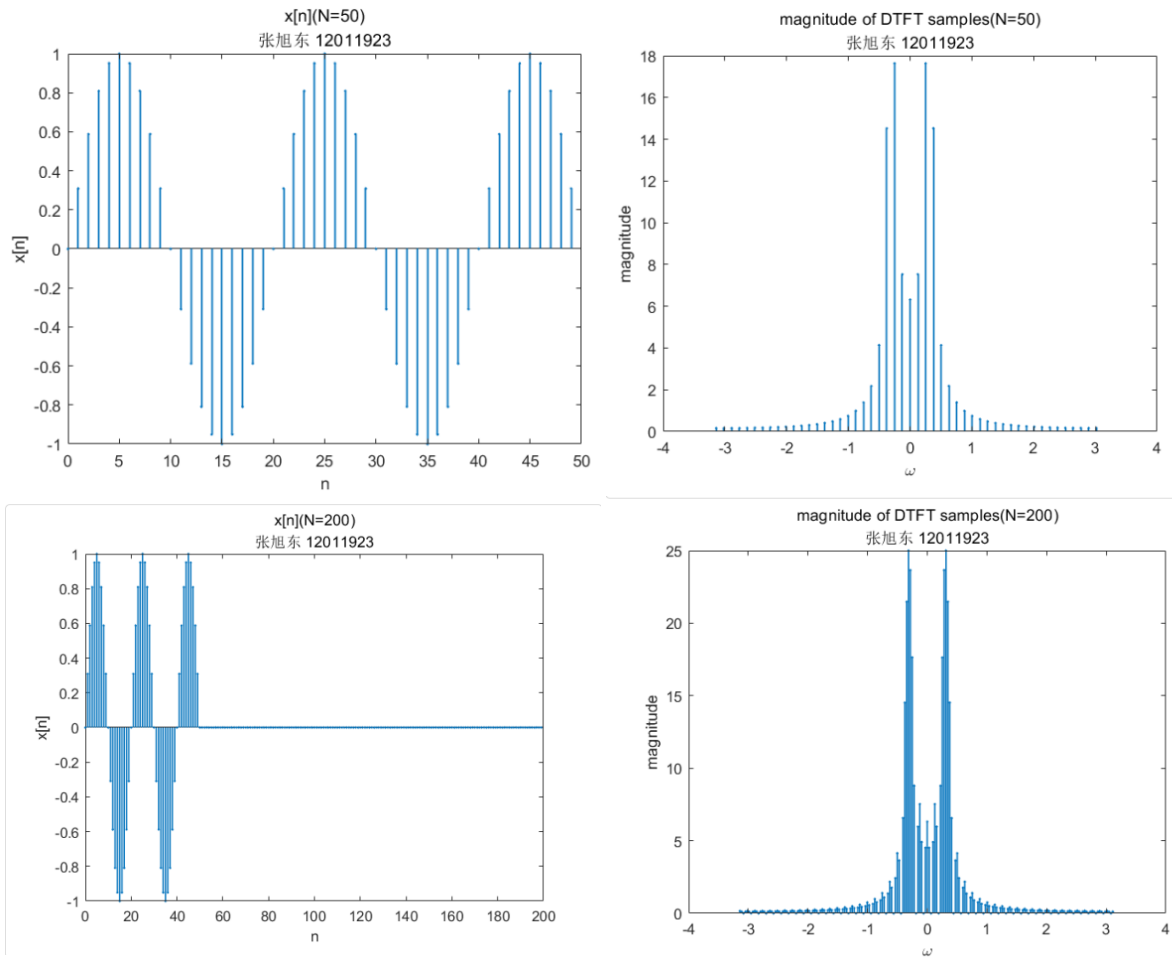 x[n](N=50)
张旭东 12011923
1
0.8
0.6
0.4
0.2
0
-0.2
-0.4
-0.6
-0.8
-1
x[n]
0 5 10 15 20 25 30 35 40 45 50
n
magnitude of DTFT samples(N=50)
张旭东 12011923
18
16
14
12
10
8
6
4
2
0
magnitude
-4 -3 -2 -1 0 1 2 3 4
ω
x[n](N=200)
张旭东 12011923
1
0.8
0.6
0.4
0.2
0
-0.2
-0.4
-0.6
-0.8
-1
x[n]
0 20 40 60 80 100 120 140 160 180 200
n
magnitude of DTFT samples(N=200)
张旭东 12011923
25
20
15
10
5
0
magnitude
-4 -3 -2 -1 0 1 2 3 4
ω